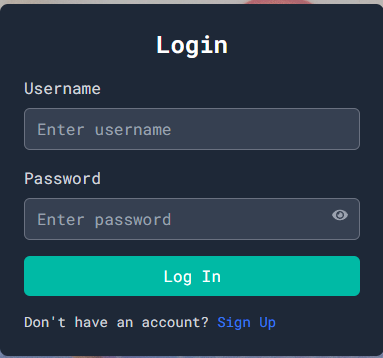 Login
Username
Enter username
Password
Enter password
Log In
Don't have an account? Sign Up